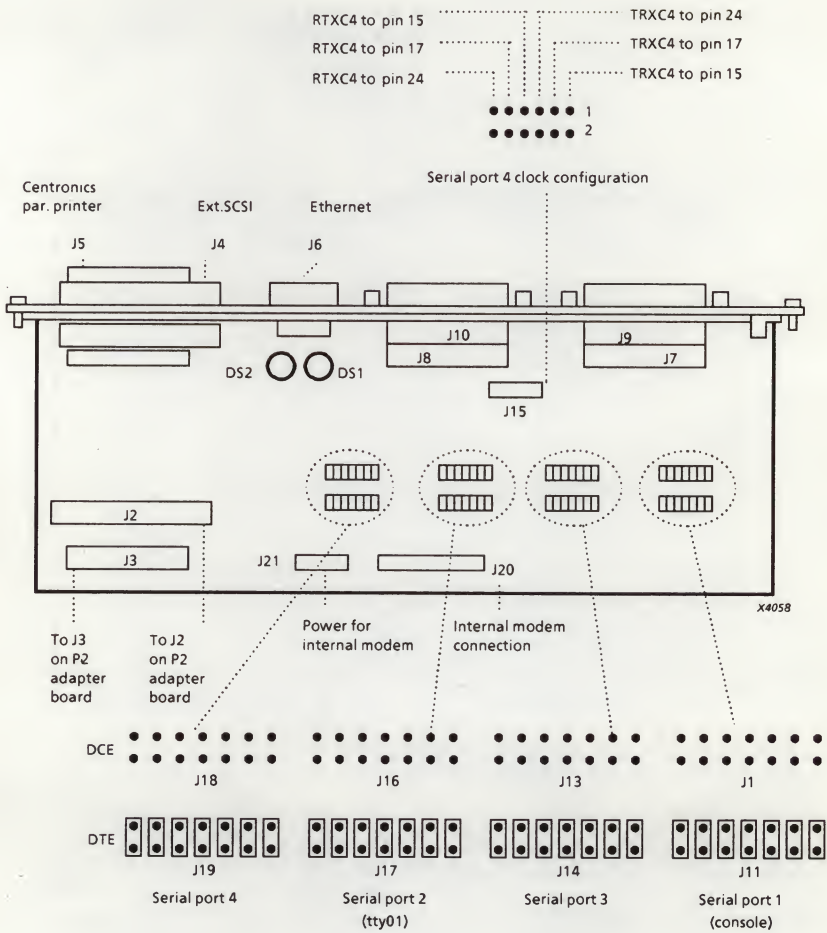 RTXC4 to pin 15
TRXC4 to pin 24
RTXC4 to pin 17
TRXC4 to pin 17
RTXC4 to pin 24
TRXC4 to pin 15
1
2
Serial port 4 clock configuration
Centronics
par. printer
Ext.SCSI
Ethernet
J5
J4
J6
J10
J9
J8
J7
DS2
DS1
J15
J2
J3
J21
J20
X4058
To J3
on P2
adapter
board
To J2
on P2
adapter
board
Power for
internal modem
Internal modem
connection
DCE
J18
J16
J13
J1
DTE
J19
J17
J14
J11
Serial port 4
Serial port 2
(tty01)
Serial port 3
Serial port 1
(console)